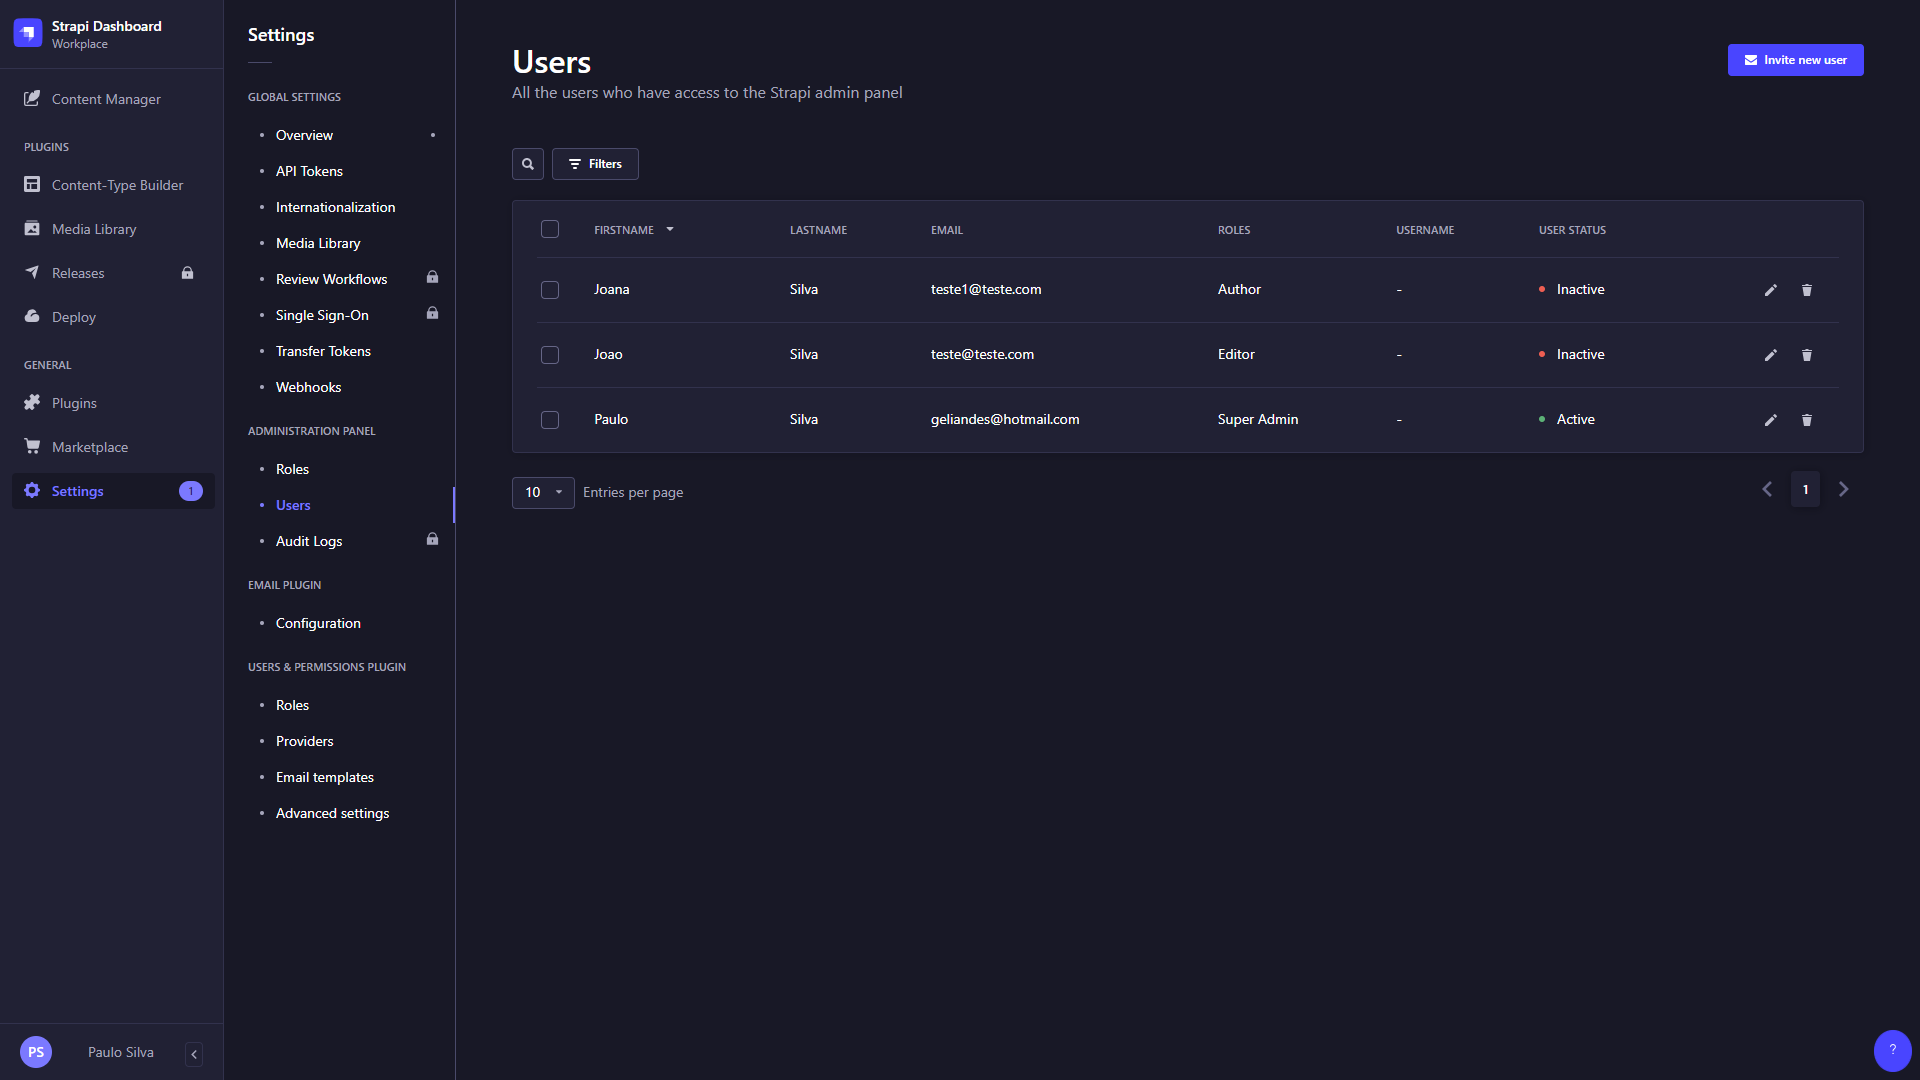 Strapi Dashboard
Workplace
Content Manager
PLUGINS
Content-Type Builder
Media Library
Releases
Deploy
GENERAL
Plugins
Marketplace
Settings 1
PS Paulo Silva
Settings
GLOBAL SETTINGS
Overview
API Tokens
Internationalization
Media Library
Review Workflows
Single Sign-On
Transfer Tokens
Webhooks
ADMINISTRATION PANEL
Roles
Users
Audit Logs
EMAIL PLUGIN
Configuration
USERS & PERMISSIONS PLUGIN
Roles
Providers
Email templates
Advanced settings
Users
All the users who have access to the Strapi admin panel
Invite new user
Filters
FIRSTNAME LASTNAME EMAIL ROLES USERNAME USER STATUS
Joana Silva teste1@teste.com Author - Inactive
Joao Silva teste@teste.com Editor - Inactive
Paulo Silva geliandes@hotmail.com Super Admin - Active
10 Entries per page
1
?